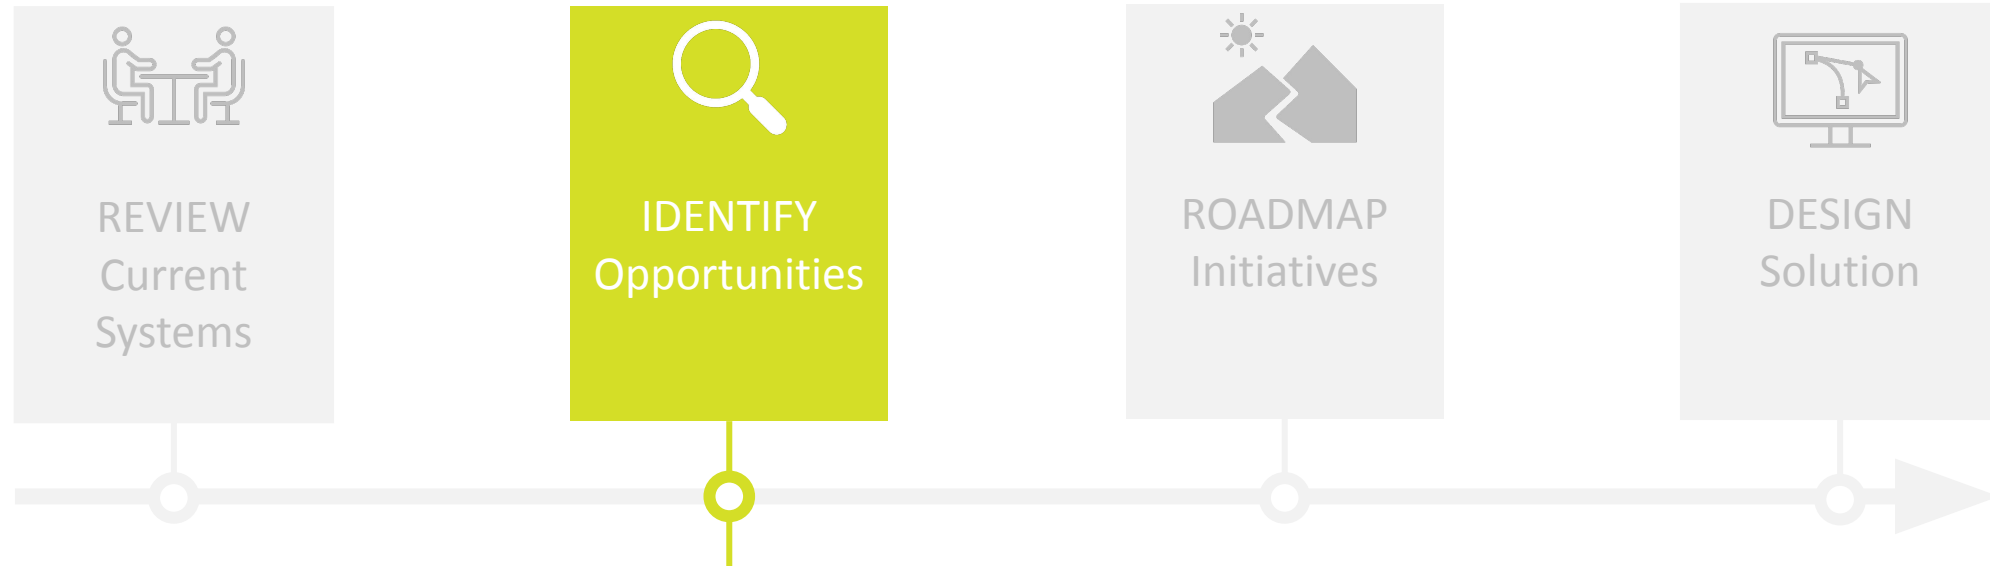 REVIEW
Current
Systems
IDENTIFY
Opportunities
ROADMAP
Initiatives
DESIGN
Solution